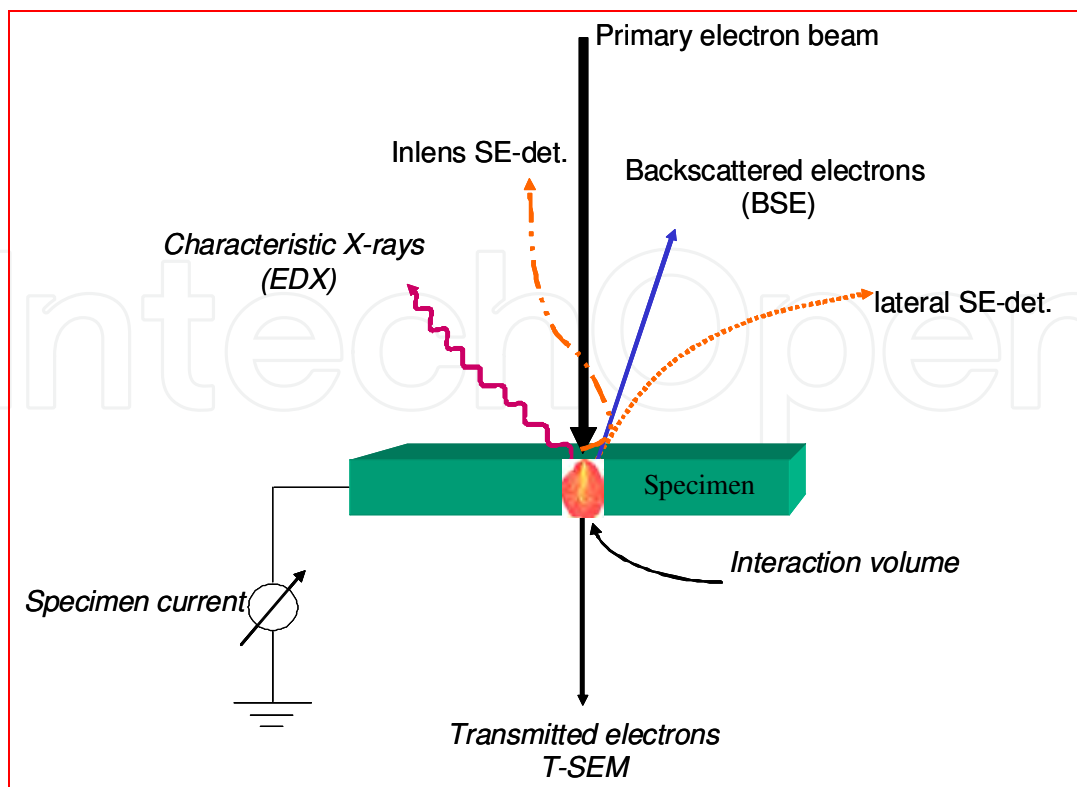 Primary electron beam
Inlens SE-det.
Backscattered electrons
(BSE)
Characteristic X-rays
(EDX)
lateral SE-det.
IntechOpen
Specimen
Interaction volume
Specimen current
Transmitted electrons
T-SEM